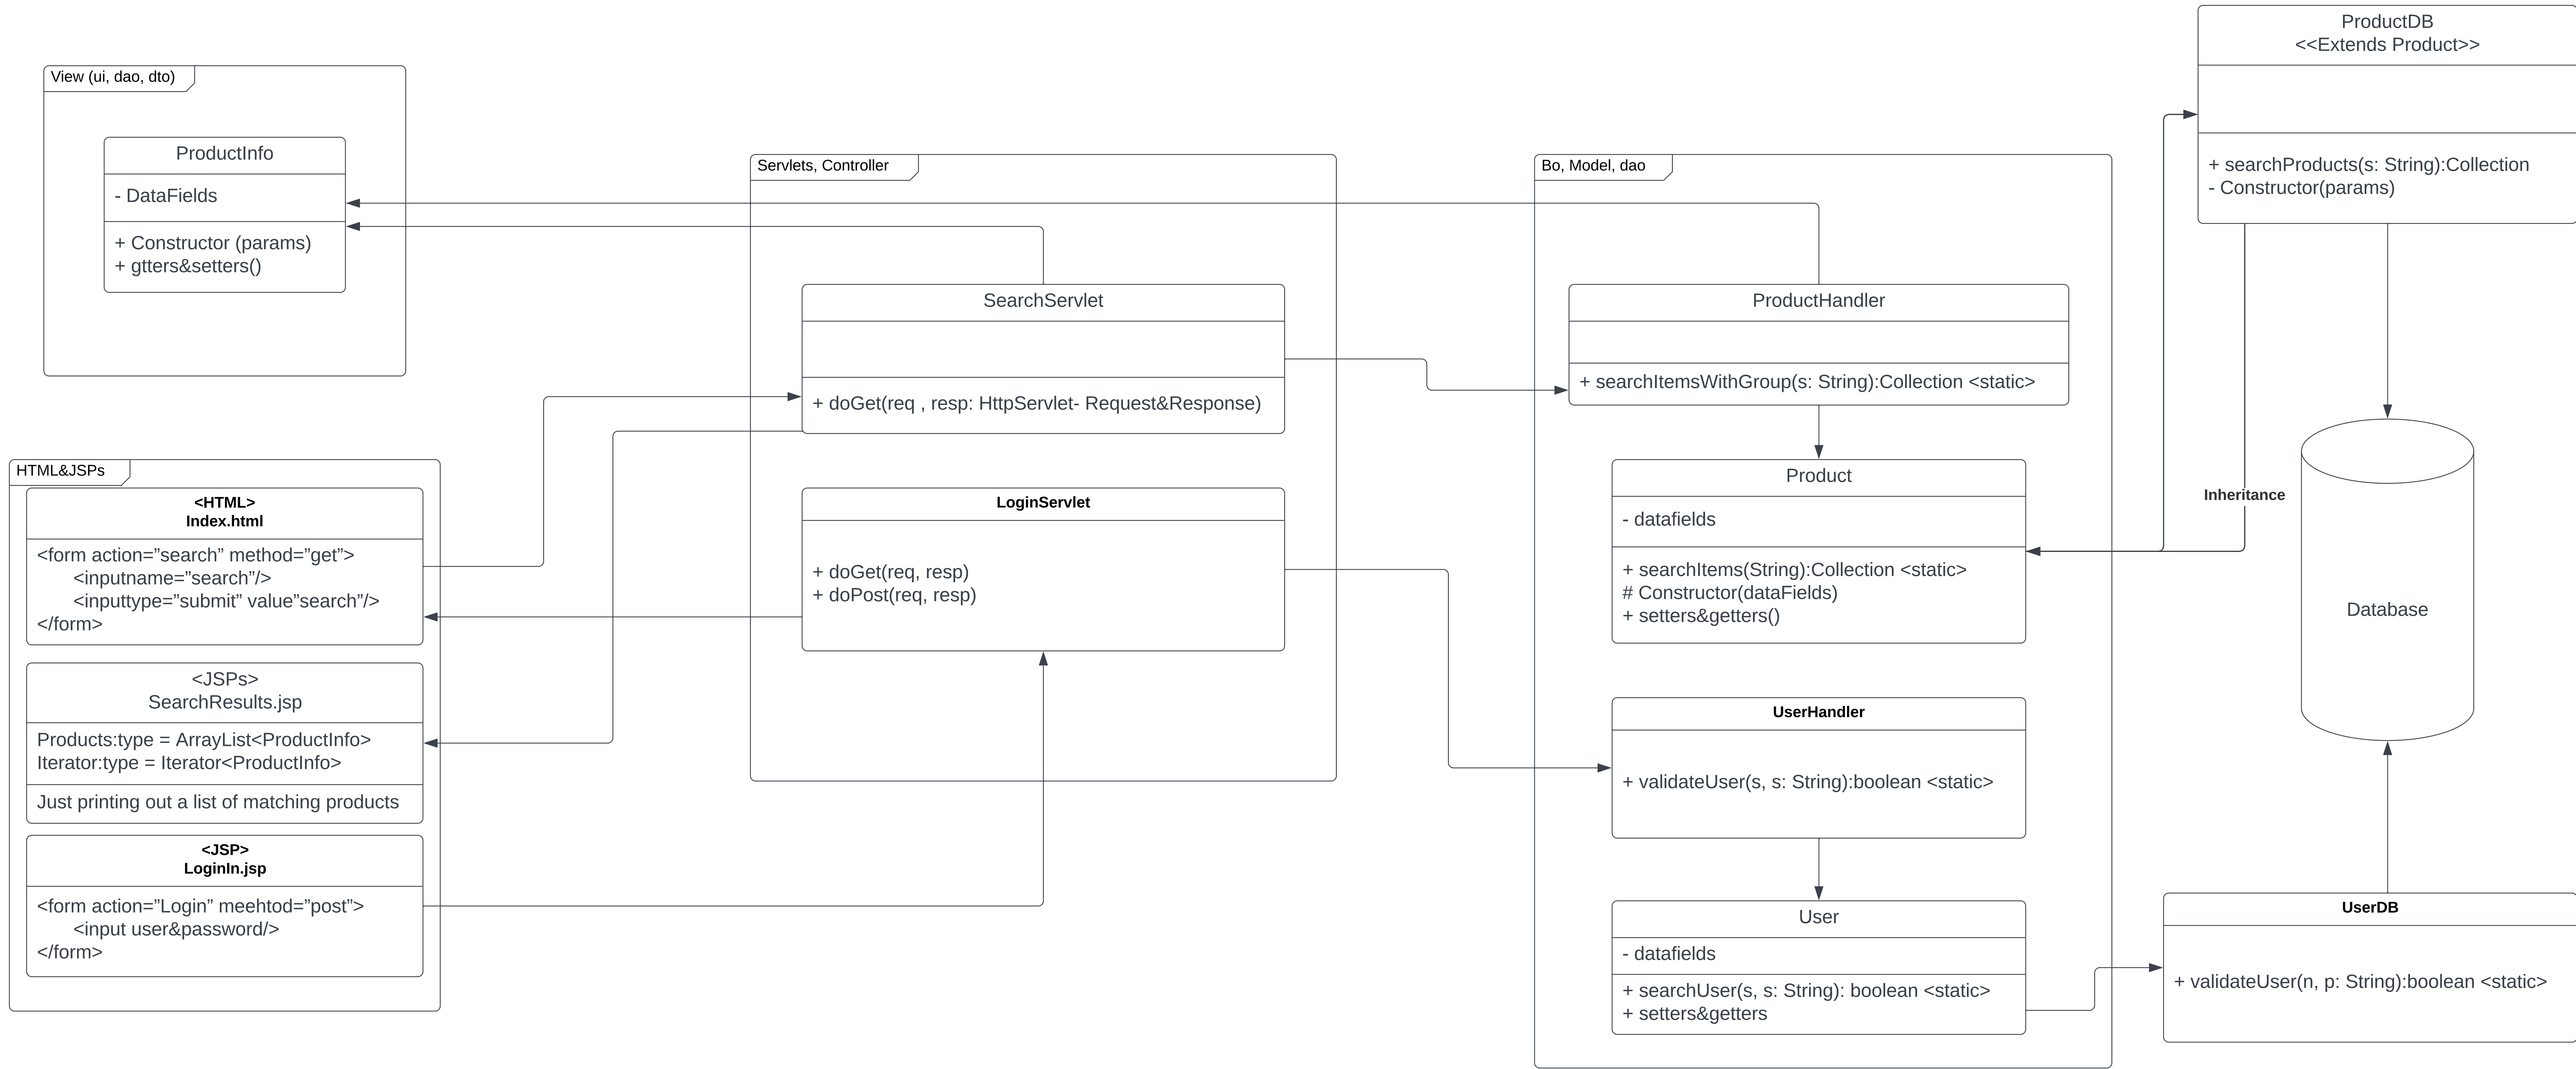 View (ui, dao, dto)
ProductInfo
- DataFields
+ Constructor (params)
+ gtters&setters()
HTML&JSPs
<HTML>
Index.html
<form action=”search” method=”get”>
<inputname=”search”/>
<inputtype=”submit” value”search”/>
</form>
<JSPs>
SearchResults.jsp
Products:type = ArrayList<ProductInfo>
Iterator:type = Iterator<ProductInfo>
Just printing out a list of matching products
<JSP>
LoginIn.jsp
<form action=”Login” meehtod=”post”>
<input user&password/>
</form>
Servlets, Controller
SearchServlet
+ doGet(req , resp: HttpServlet- Request&Response)
LoginServlet
+ doGet(req, resp)
+ doPost(req, resp)
Bo, Model, dao
ProductHandler
+ searchItemsWithGroup(s: String):Collection <static>
Product
- datafields
+ searchItems(String):Collection <static>
# Constructor(dataFields)
+ setters&getters()
UserHandler
+ validateUser(s, s: String):boolean <static>
User
- datafields
+ searchUser(s, s: String): boolean <static>
+ setters&getters
ProductDB
<<Extends Product>>
+ searchProducts(s: String):Collection
- Constructor(params)
Inheritance
Database
UserDB
+ validateUser(n, p: String):boolean <static>